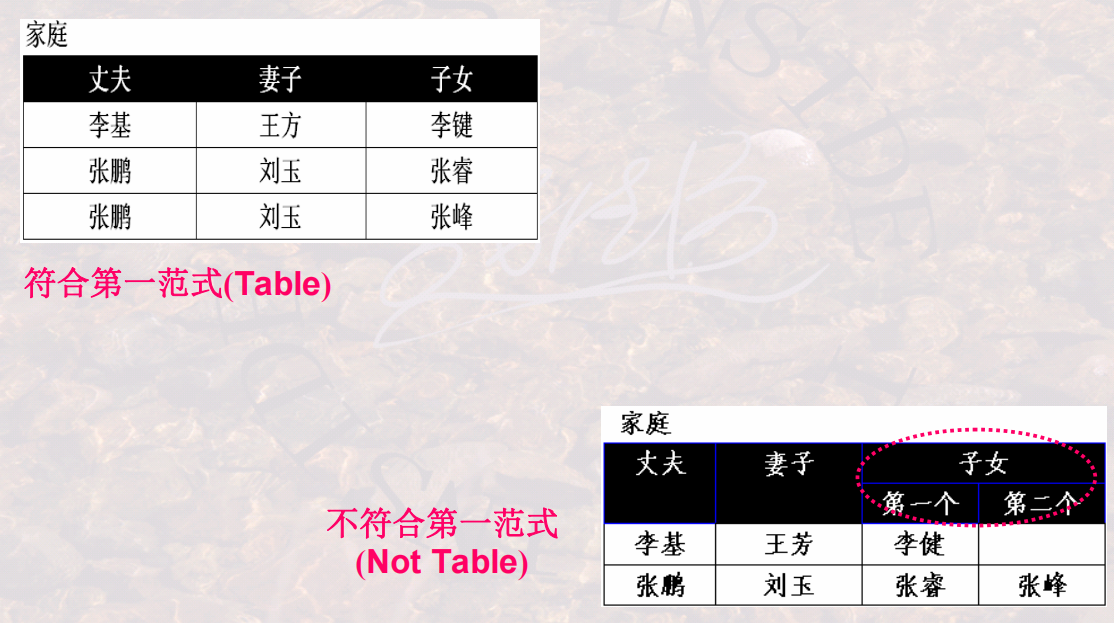 家庭
丈夫 妻子 子女
李基 王方 李键
张鹏 刘玉 张睿
张鹏 刘玉 张峰
符合第一范式(Table)
家庭
丈夫 妻子 子女
第一个 第二个
李基 王芳 李健
张鹏 刘玉 张睿 张峰
不符合第一范式
(Not Table)